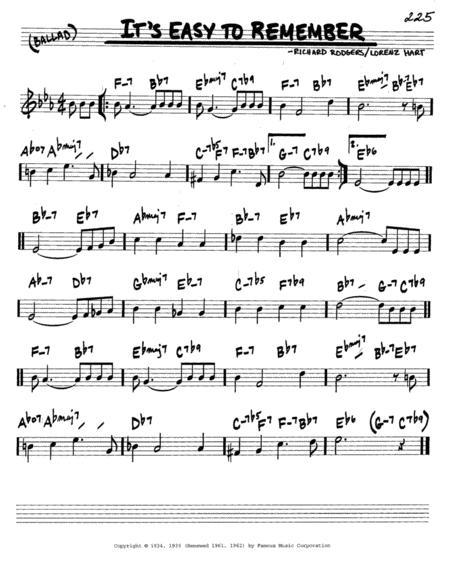 225
(BALLAD) IT'S EASY TO REMEMBER
-RICHARD RODGERS/LORENZ HART
F-7 Bb7 Ebmaj7 C7b9 F-7 Bb7 Ebmaj7 Bb-7 Eb7
Abo7 Abmaj7 Db7 C-7b5 F7 F-7 Bb7 1. G-7 C7b9 2. Eb6
Bb-7 Eb7 Abmaj7 F-7 Bb-7 Eb7 Abmaj7
Ab-7 Db7 Gbmaj7 Eb-7 C-7b5 F7b9 Bb7 G-7 C7b9
F-7 Bb7 Ebmaj7 C7b9 F-7 Bb7 Ebmaj7 Bb-7 Eb7
Abo7 Abmaj7 Db7 C-7b5 F7 F-7 Bb7 Eb6 (G-7 C7b9)
Copyright © 1934, 1935 (Renewed 1961, 1962) by Famous Music Corporation